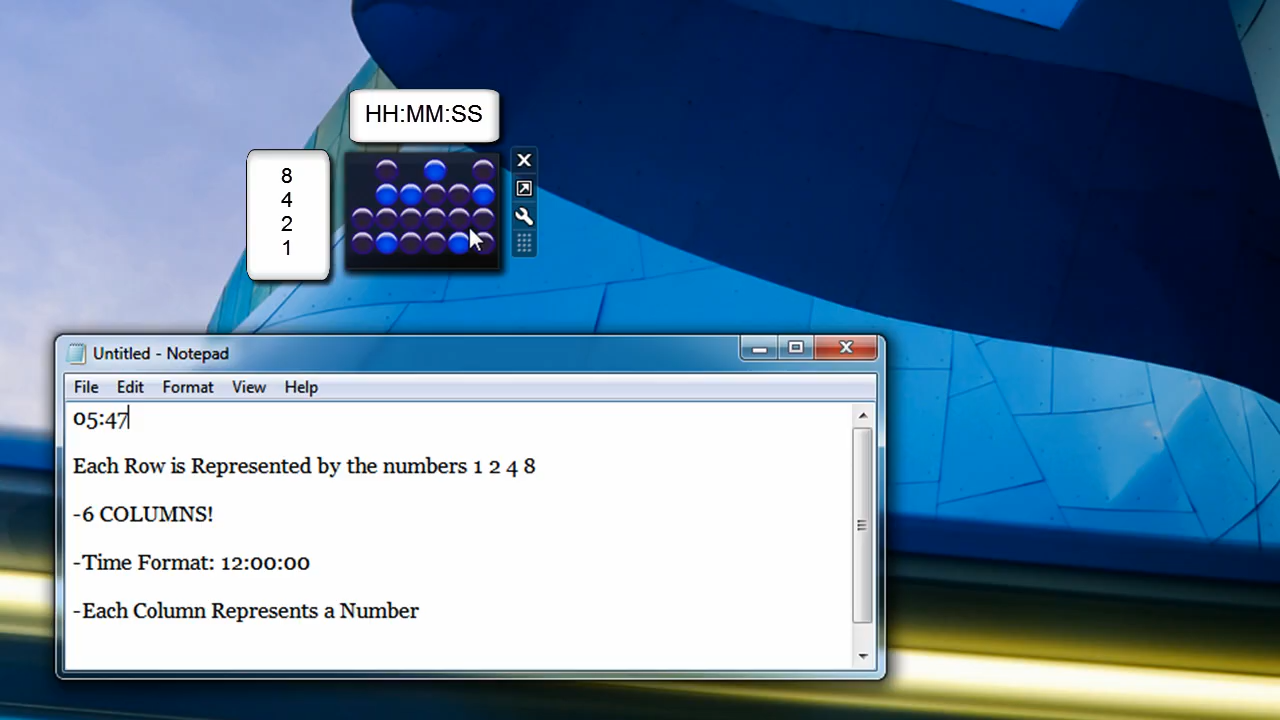 HH:MM:SS
8
4
2
1
Untitled - Notepad
File Edit Format View Help
05:47
Each Row is Represented by the numbers 1 2 4 8
-6 COLUMNS!
-Time Format: 12:00:00
-Each Column Represents a Number